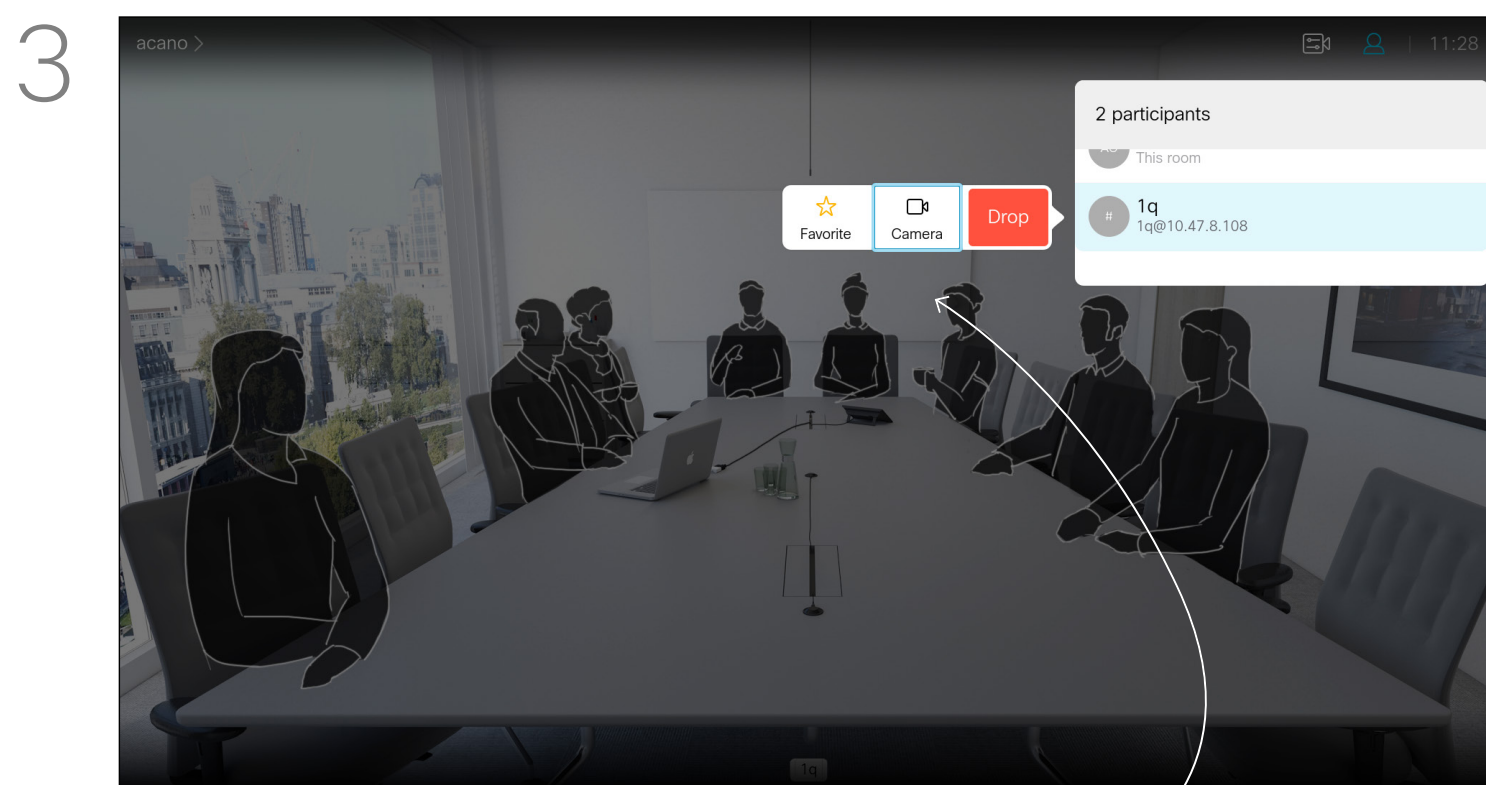 3
acano >
11:28
2 participants
This room
Favorite
Camera
Drop
#
1q
1q@10.47.8.108
1q